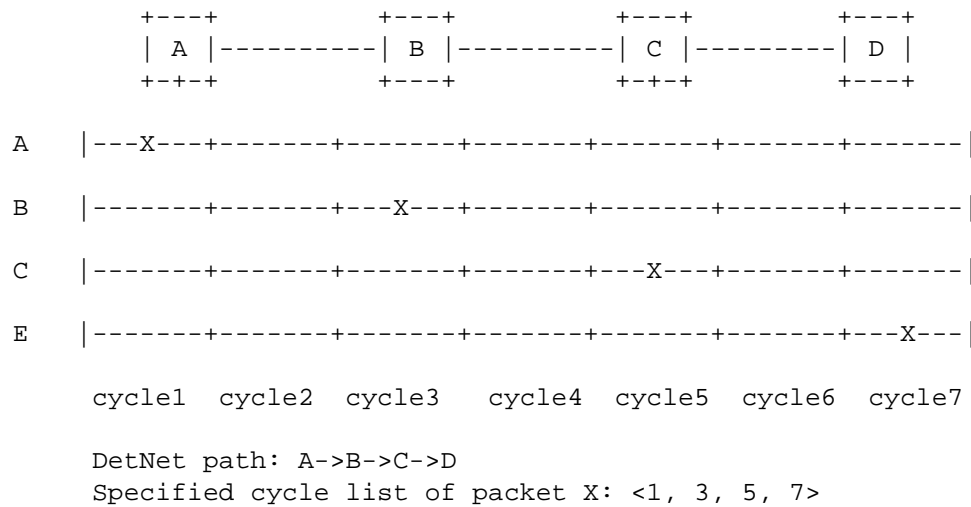 +---+ +---+ +---+ +---+
| A |----------| B |----------| C |---------| D |
+-+-+ +---+ +-+-+ +---+
A |---X---+-------+-------+-------+-------+-------+-------|
B |-------+-------+---X---+-------+-------+-------+-------|
C |-------+-------+-------+-------+---X---+-------+-------|
E |-------+-------+-------+-------+-------+-------+---X---|
cycle1 cycle2 cycle3 cycle4 cycle5 cycle6 cycle7
DetNet path: A->B->C->D
Specified cycle list of packet X: <1, 3, 5, 7>